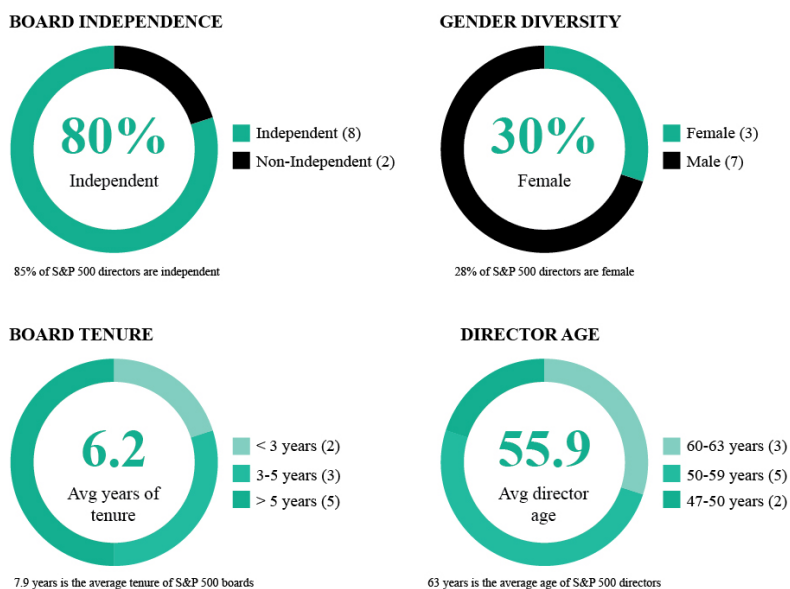 BOARD INDEPENDENCE
80%
Independent
Independent (8)
Non-Independent (2)
85% of S&P 500 directors are independent
GENDER DIVERSITY
30%
Female
Female (3)
Male (7)
28% of S&P 500 directors are female
BOARD TENURE
6.2
Avg years of
tenure
< 3 years (2)
3-5 years (3)
> 5 years (5)
7.9 years is the average tenure of S&P 500 boards
DIRECTOR AGE
55.9
Avg director
age
60-63 years (3)
50-59 years (5)
47-50 years (2)
63 years is the average age of S&P 500 directors